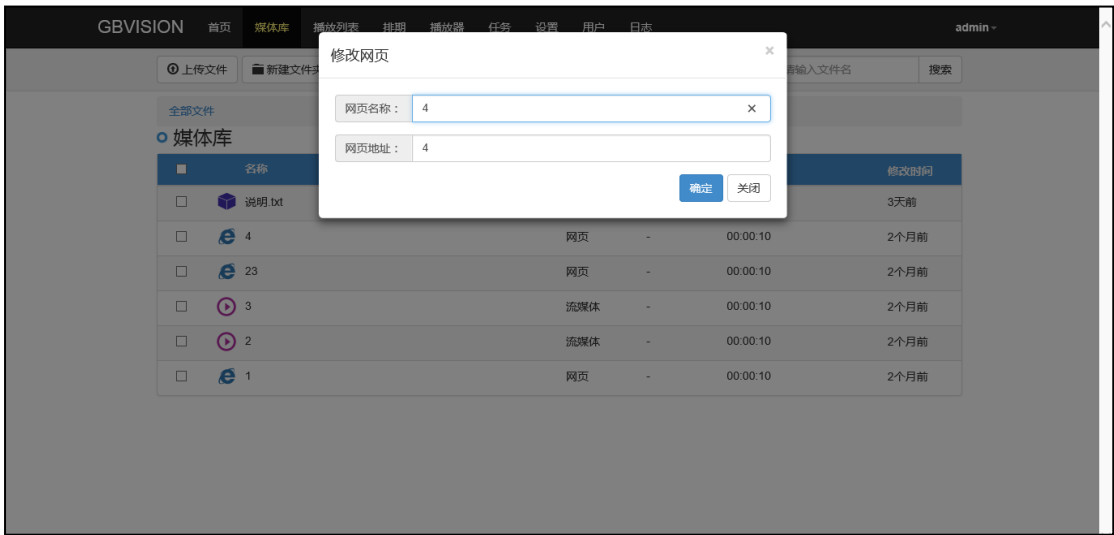 GBVISION 首页 媒体库 播放列表 排期 播放器 任务 设置 用户 日志 admin
修改网页 ×
上传文件 新建文件夹 请输入文件名 搜索
网页名称： 4 ×
全部文件
媒体库
网页地址： 4
名称 修改时间
确定 关闭
说明.txt 3天前
4 网页 - 00:00:10 2个月前
23 网页 - 00:00:10 2个月前
3 流媒体 - 00:00:10 2个月前
2 流媒体 - 00:00:10 2个月前
1 网页 - 00:00:10 2个月前